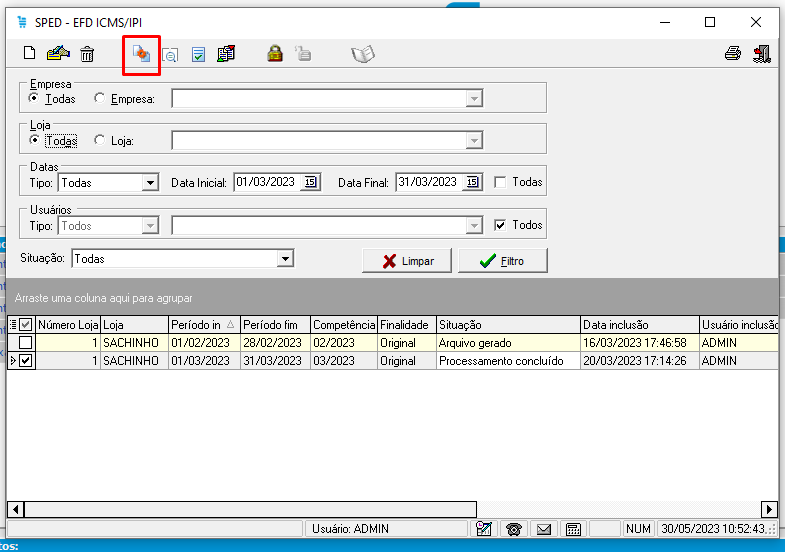 SPED - EFD ICMS/IPI
Empresa
Todas Empresa:
Loja
Todas Loja:
Datas
Tipo: Todas Data Inicial: 01/03/2023 15 Data Final: 31/03/2023 15 Todas
Usuários
Tipo: Todos Todos
Situação: Todas Limpar Filtro
Arraste uma coluna aqui para agrupar
Número Loja Loja Período in Período fim Competência Finalidade Situação Data inclusão Usuário inclusão
1 SACHINHO 01/02/2023 28/02/2023 02/2023 Original Arquivo gerado 16/03/2023 17:46:58 ADMIN
1 SACHINHO 01/03/2023 31/03/2023 03/2023 Original Processamento concluído 20/03/2023 17:14:26 ADMIN
Usuário: ADMIN NUM 30/05/2023 10:52:43
tos: